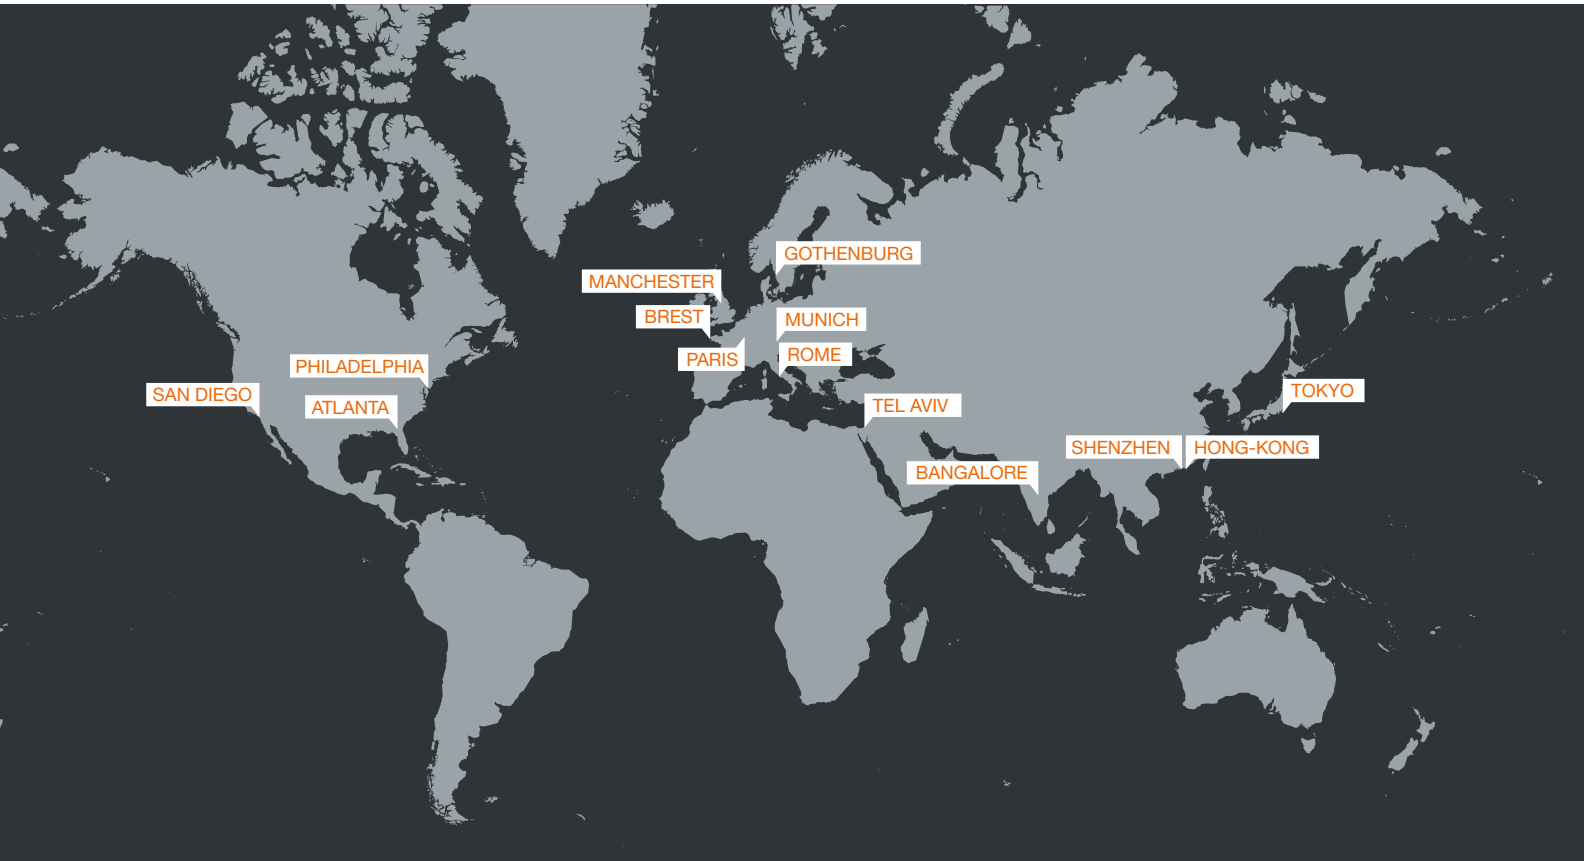 GOTHENBURG
MANCHESTER
BREST
MUNICH
PARIS
ROME
PHILADELPHIA
SAN DIEGO
ATLANTA
TEL AVIV
TOKYO
SHENZHEN
HONG-KONG
BANGALORE